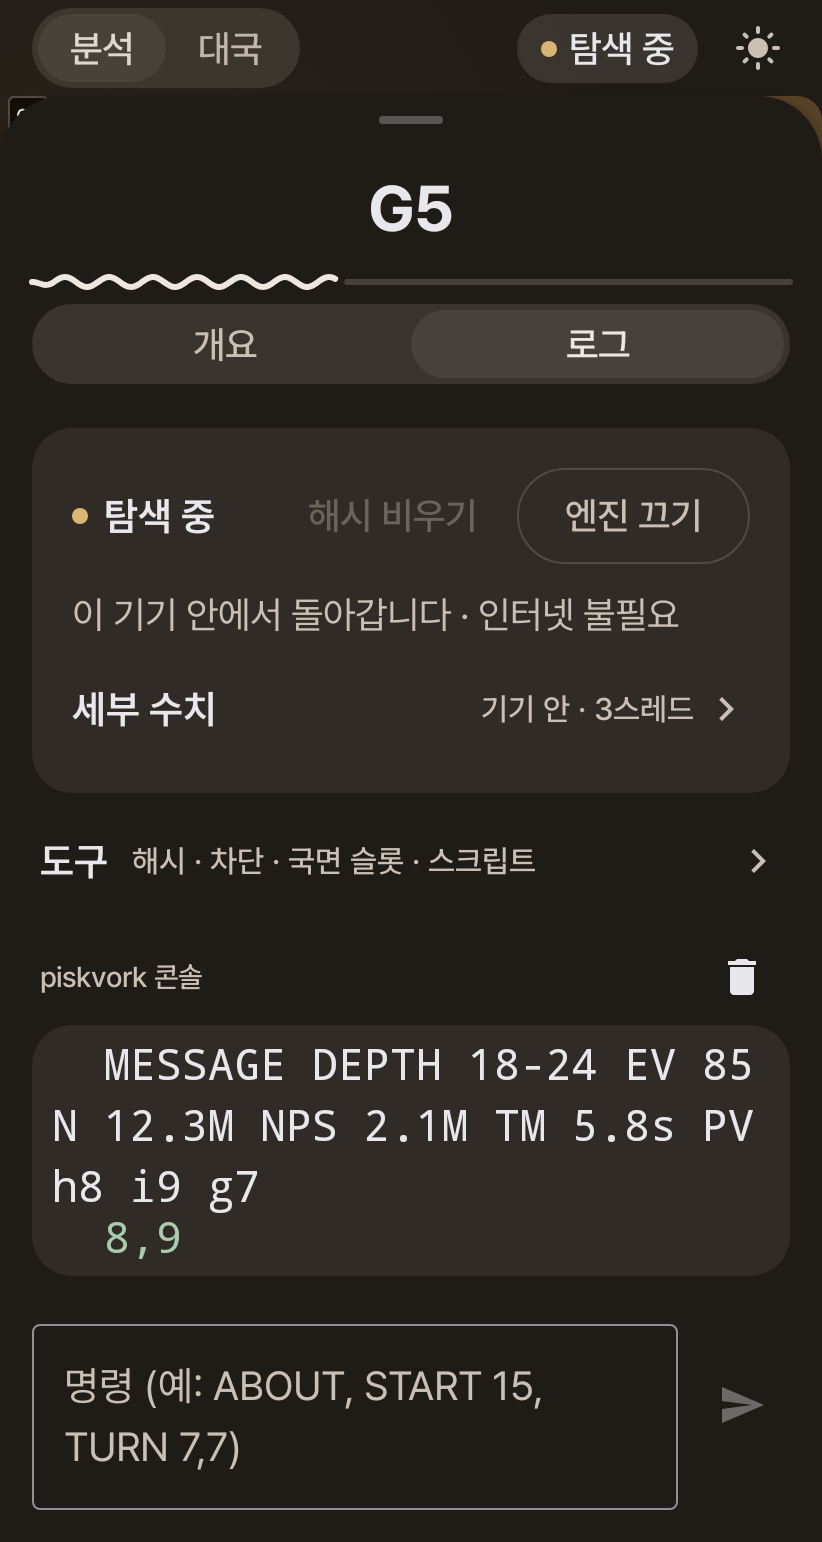 분석 대국 탐색 중
G5
개요 로그
탐색 중 해시 비우기 엔진 끄기
이 기기 안에서 돌아갑니다 · 인터넷 불필요
세부 수치 기기 안 · 3스레드
도구 해시 · 차단 · 국면 슬롯 · 스크립트
piskvork 콘솔
MESSAGE DEPTH 18-24 EV 85
N 12.3M NPS 2.1M TM 5.8s PV
h8 i9 g7
8,9
명령 (예: ABOUT, START 15,
TURN 7,7)